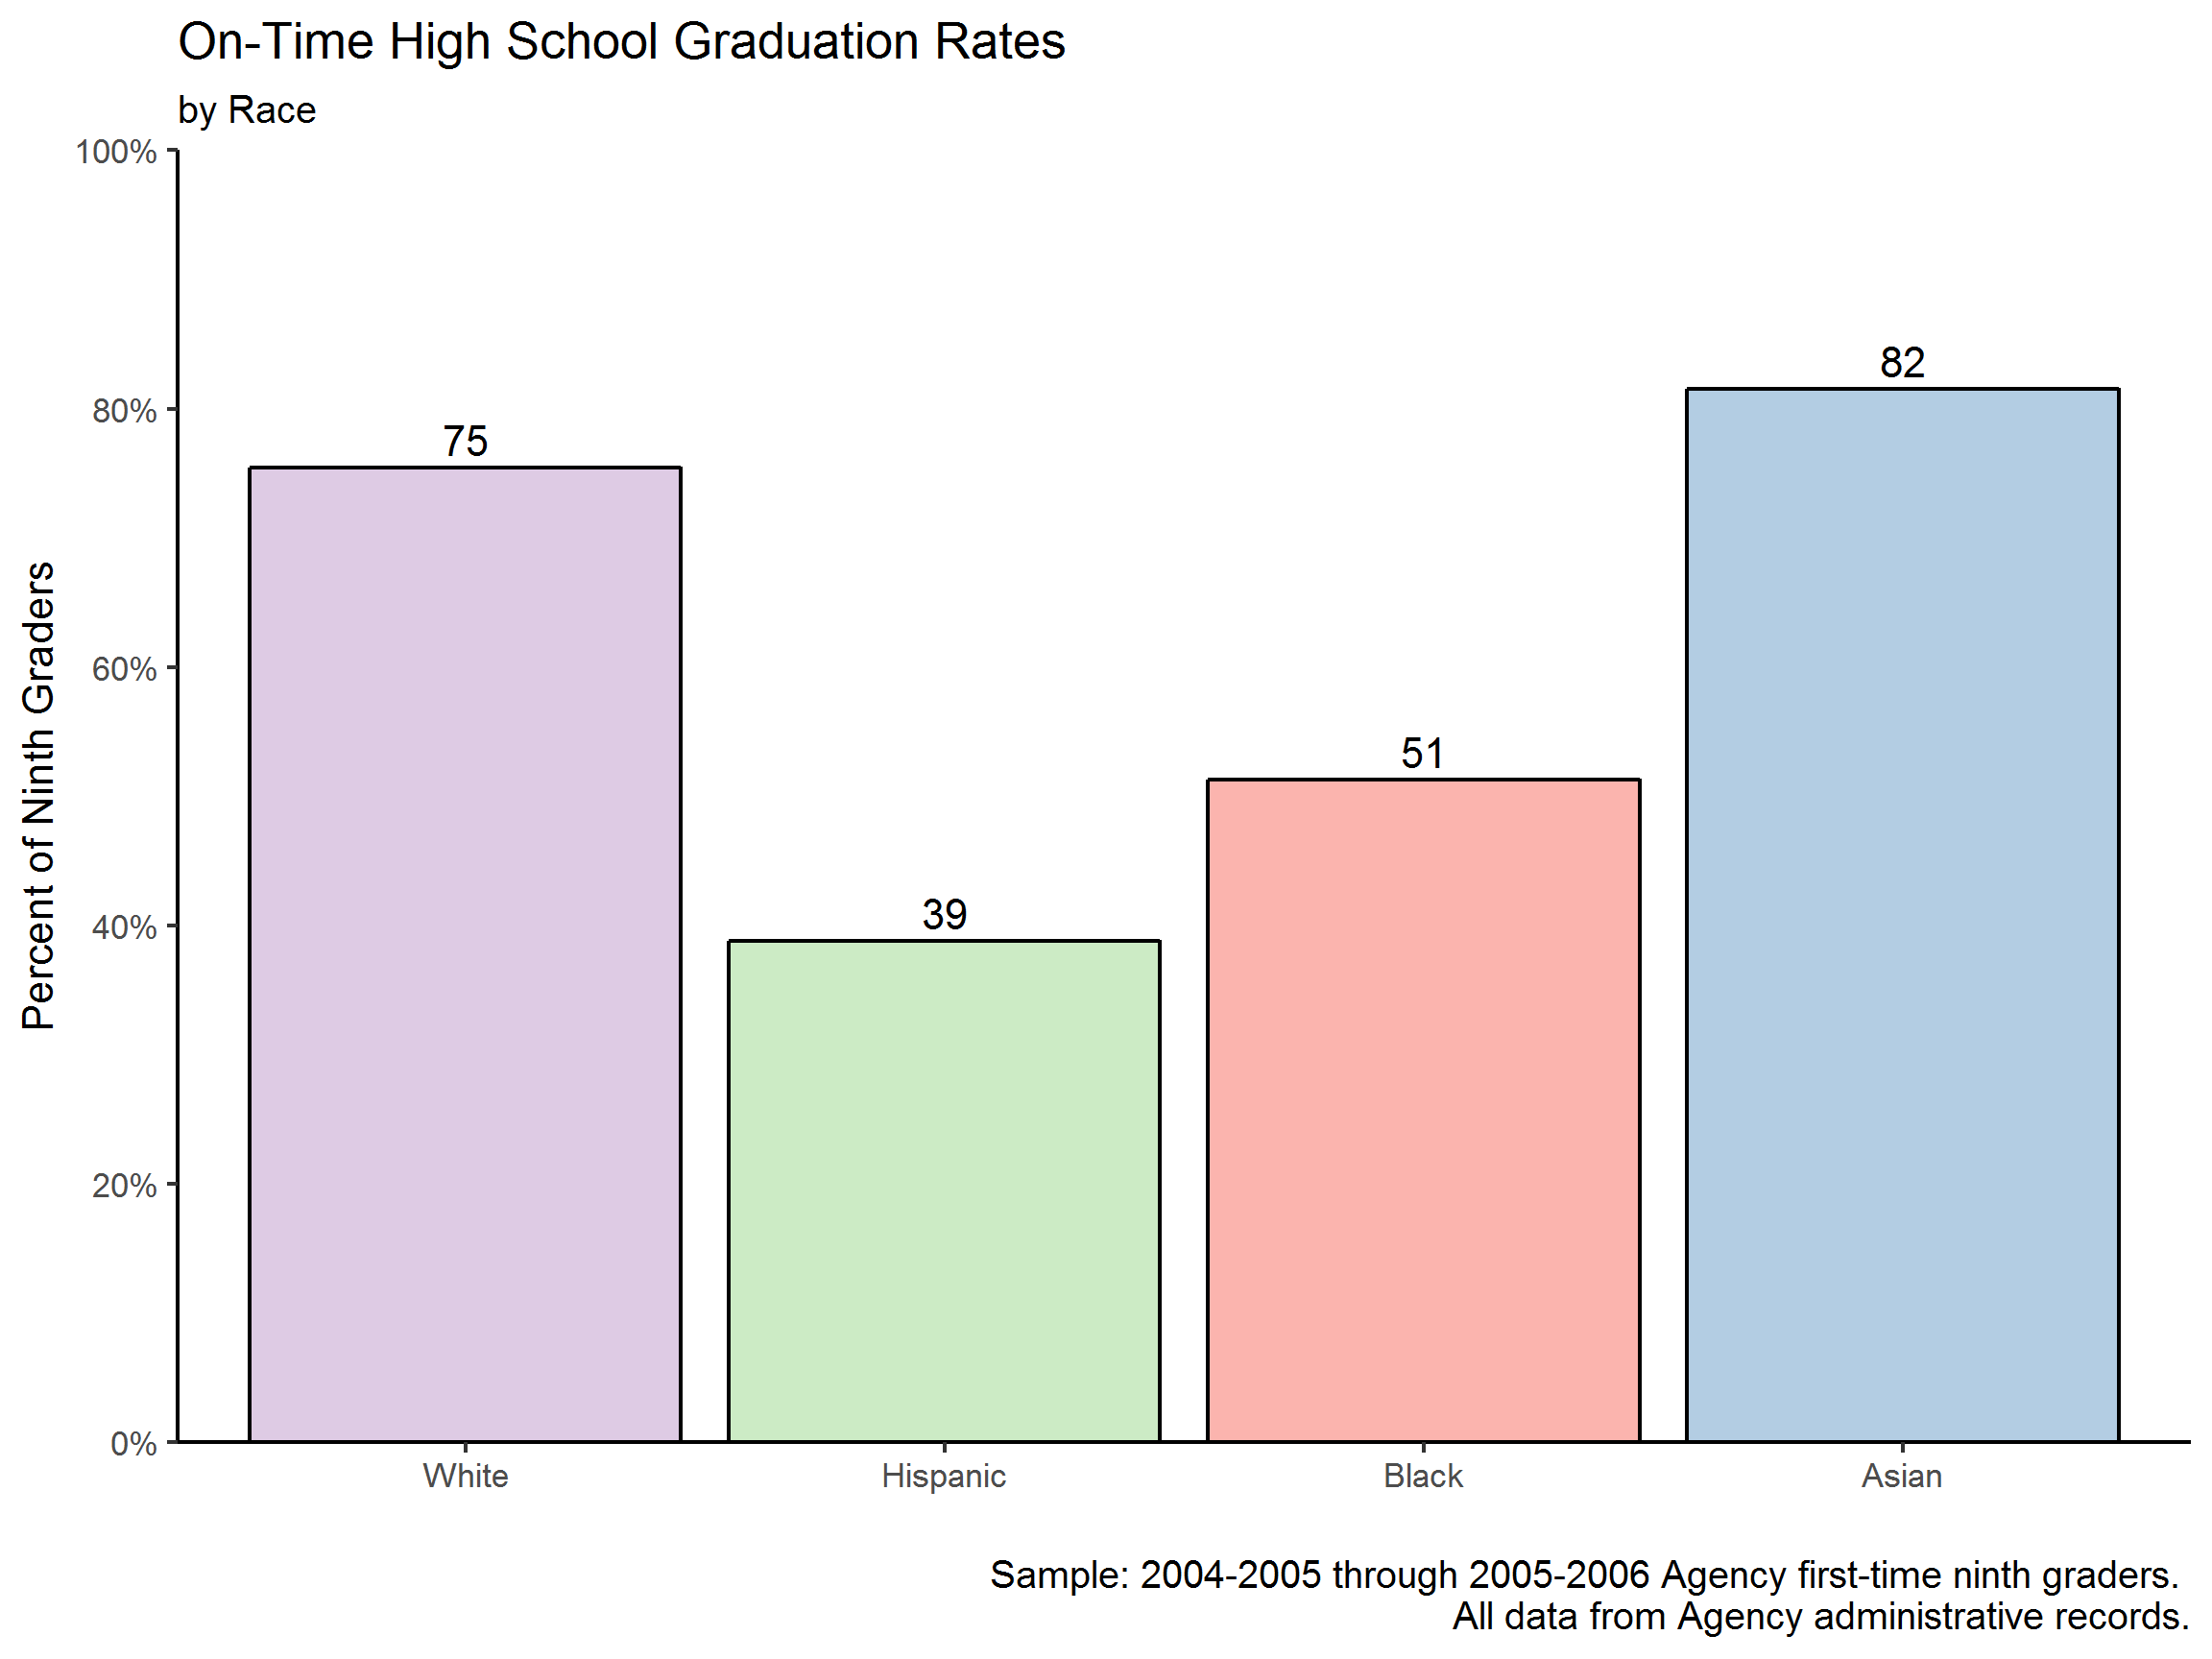 On-Time High School Graduation Rates
by Race
Percent of Ninth Graders
100%
80%
60%
40%
20%
0%
75
39
51
82
White
Hispanic
Black
Asian
Sample: 2004-2005 through 2005-2006 Agency first-time ninth graders.
All data from Agency administrative records.